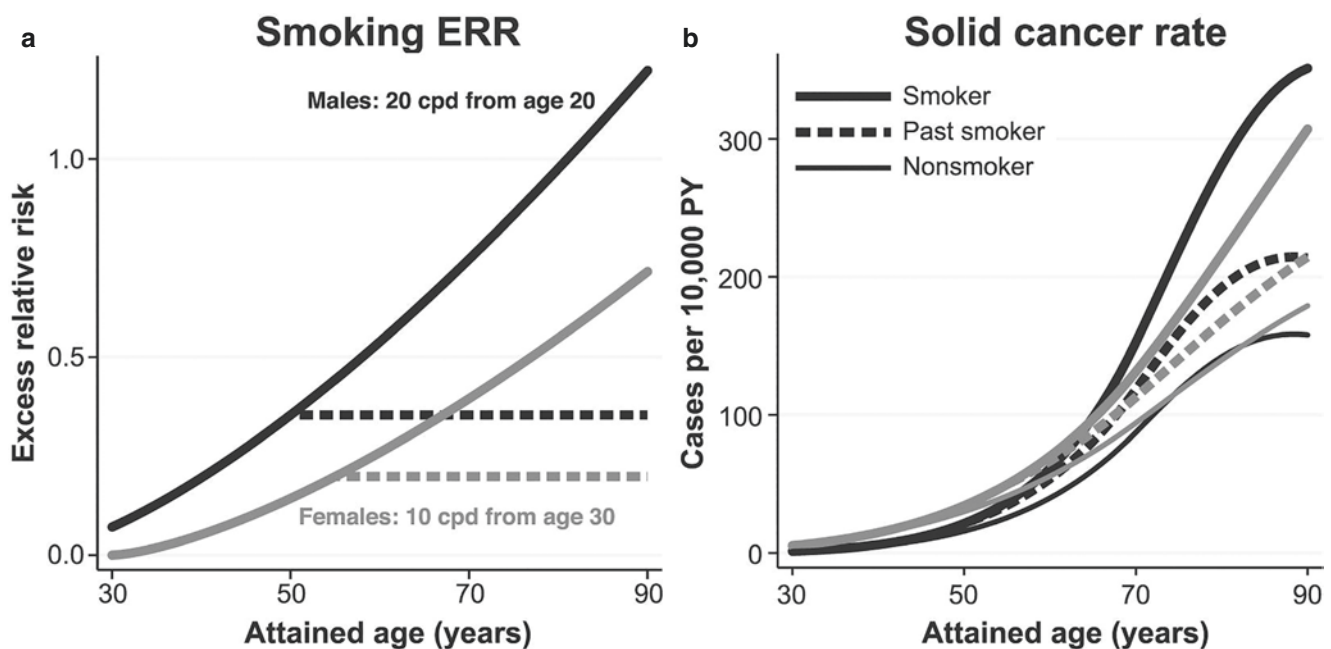 a
Smoking ERR
Males: 20 cpd from age 20
Females: 10 cpd from age 30
Excess relative risk
1.0
0.5
0.0
30
50
70
90
Attained age (years)
b
Solid cancer rate
Smoker
Past smoker
Nonsmoker
Cases per 10,000 PY
300
200
100
0
30
50
70
90
Attained age (years)